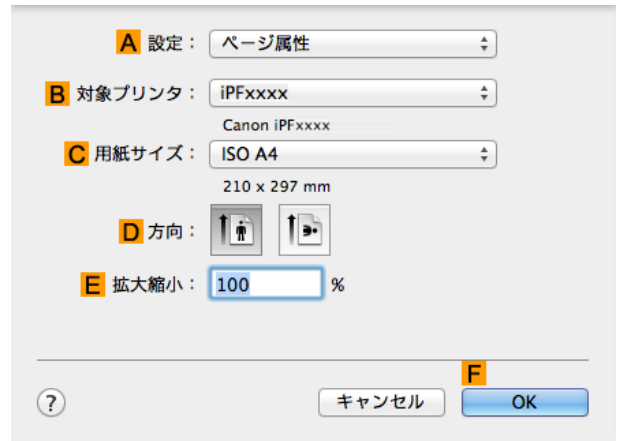 A 設定： ページ属性
B 対象プリンタ： iPFxxxx
Canon iPFxxxx
C 用紙サイズ： ISO A4
210 x 297 mm
D 方向：
E 拡大縮小： 100 %
F
? キャンセル OK